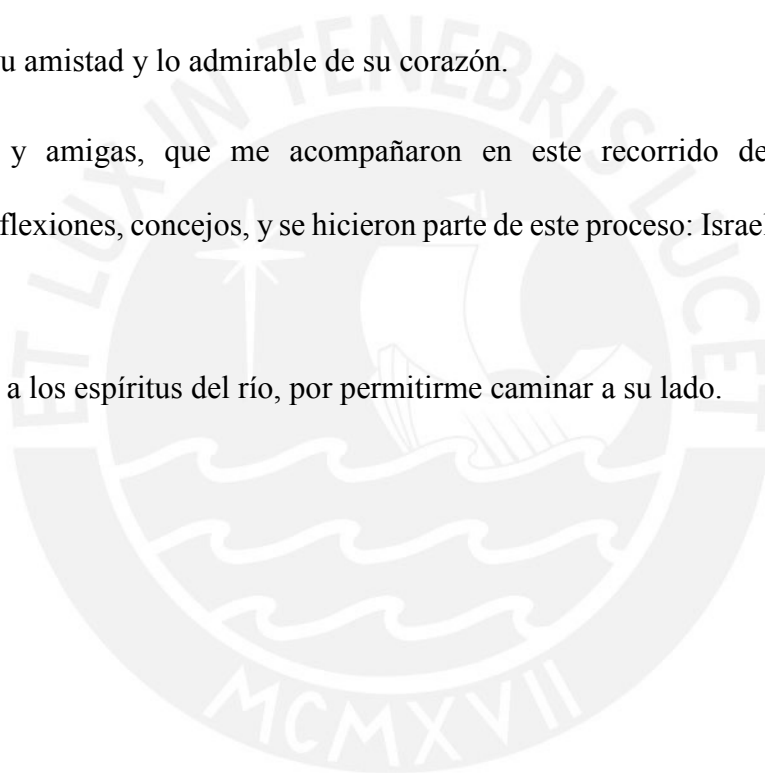 u amistad y lo admirable de su corazón.
y amigas, que me acompañaron en este recorrido de
flexiones, concejos, y se hicieron parte de este proceso: Israel
a los espíritus del río, por permitirme caminar a su lado.
ET LUX IN TENEBRIS LUCET
MCMXVII